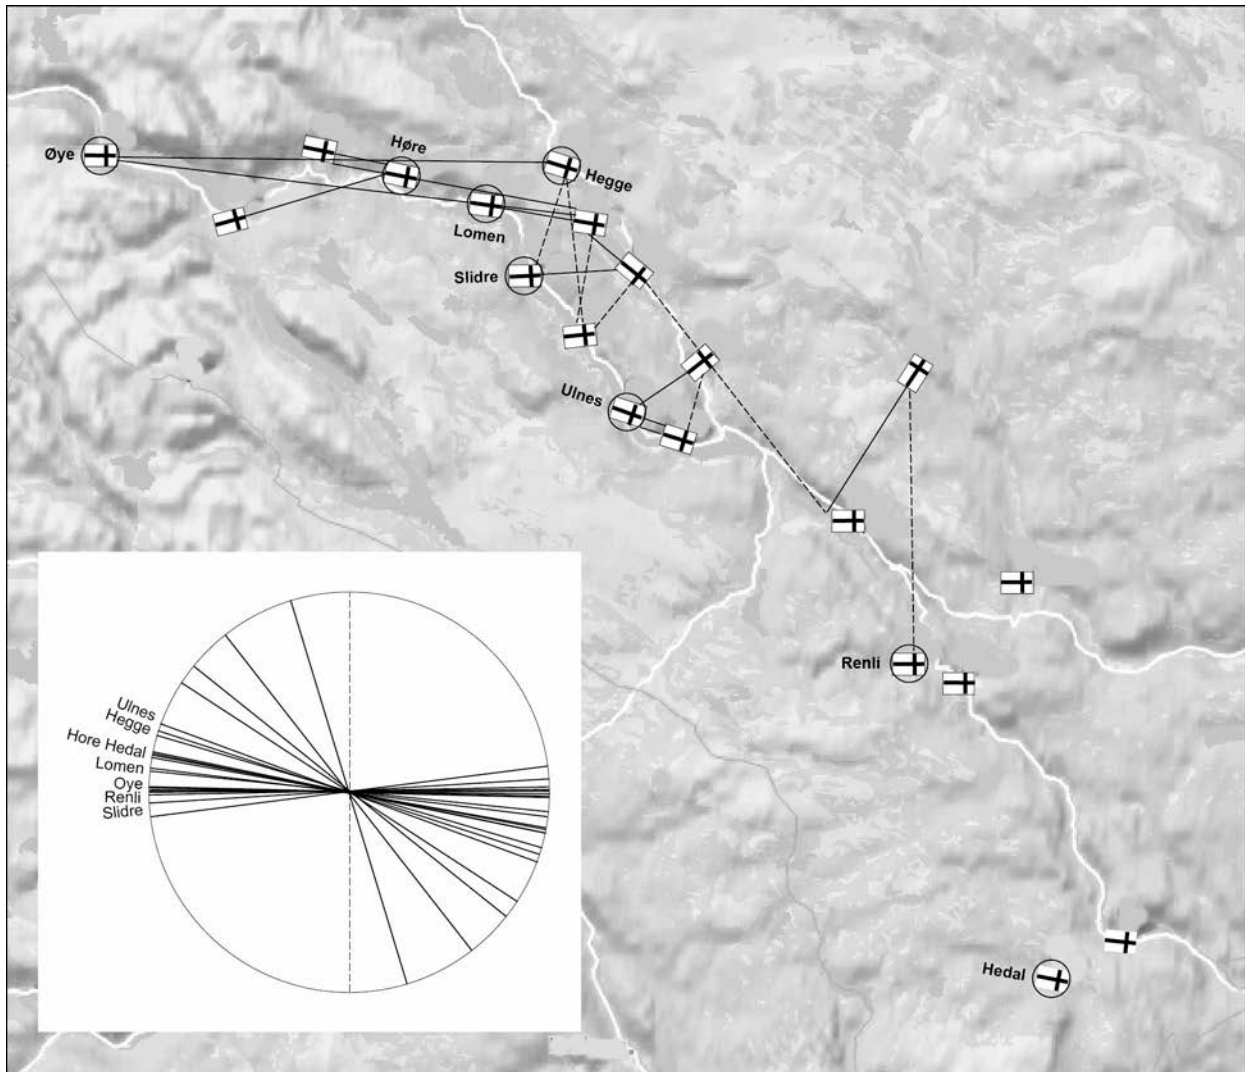 Øye
Høre
Hegge
Lomen
Slidre
Ulnes
Renli
Hedal
Ulnes
Hegge
Hore Hedal
Lomen
Oye
Renli
Slidre